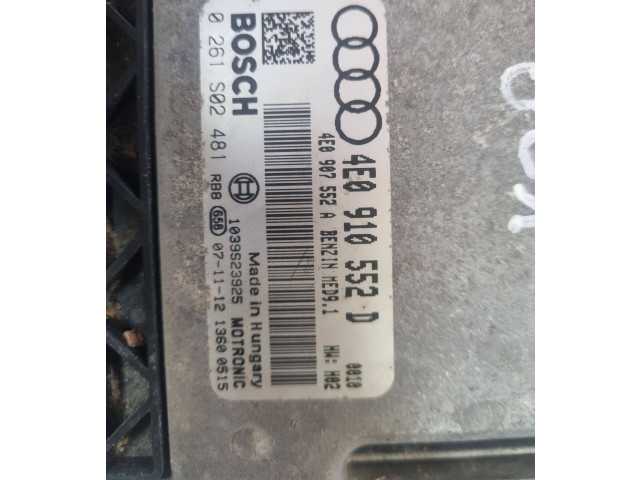 4E0 910 552 D
0010
4E0 907 552 A BENZIN MED9.1 HW: H02
BOSCH
Made in Hungary
1039S23925 MOTRONIC
0 261 S02 481 RBB 658 07-11-12 1360 0515